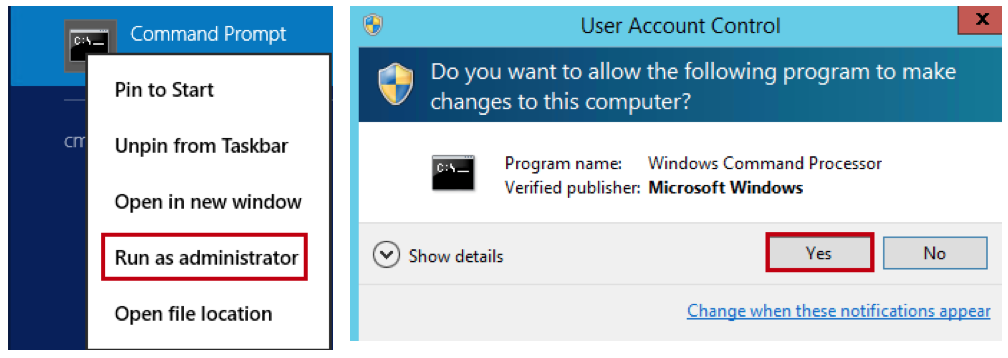 Command Prompt
cm
Pin to Start
Unpin from Taskbar
Open in new window
Run as administrator
Open file location
User Account Control
Do you want to allow the following program to make
changes to this computer?
Program name: Windows Command Processor
Verified publisher: Microsoft Windows
Show details
Yes
No
Change when these notifications appear